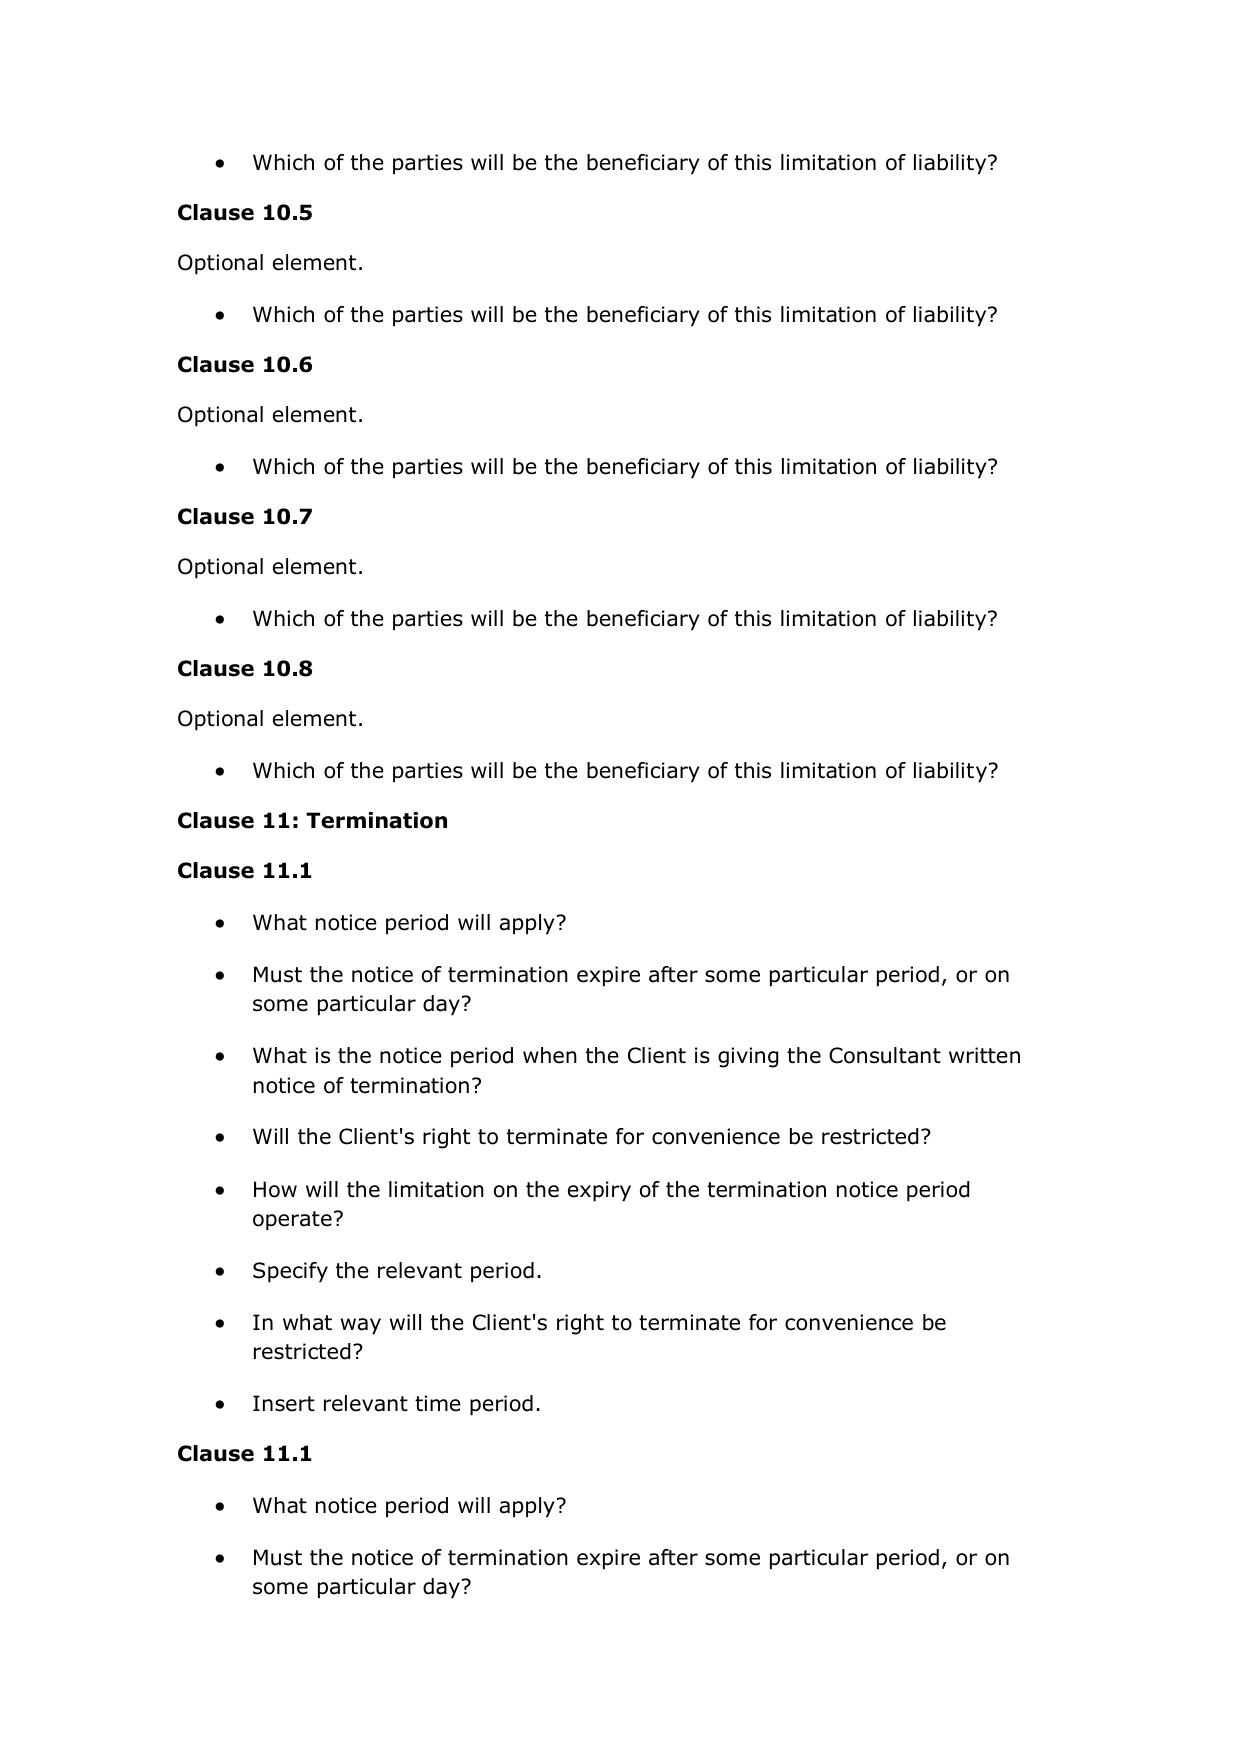 • Which of the parties will be the beneficiary of this limitation of liability?
Clause 10.5
Optional element.
• Which of the parties will be the beneficiary of this limitation of liability?
Clause 10.6
Optional element.
• Which of the parties will be the beneficiary of this limitation of liability?
Clause 10.7
Optional element.
• Which of the parties will be the beneficiary of this limitation of liability?
Clause 10.8
Optional element.
• Which of the parties will be the beneficiary of this limitation of liability?
Clause 11: Termination
Clause 11.1
• What notice period will apply?
• Must the notice of termination expire after some particular period, or on
some particular day?
• What is the notice period when the Client is giving the Consultant written
notice of termination?
• Will the Client's right to terminate for convenience be restricted?
• How will the limitation on the expiry of the termination notice period
operate?
• Specify the relevant period.
• In what way will the Client's right to terminate for convenience be
restricted?
• Insert relevant time period.
Clause 11.1
• What notice period will apply?
• Must the notice of termination expire after some particular period, or on
some particular day?